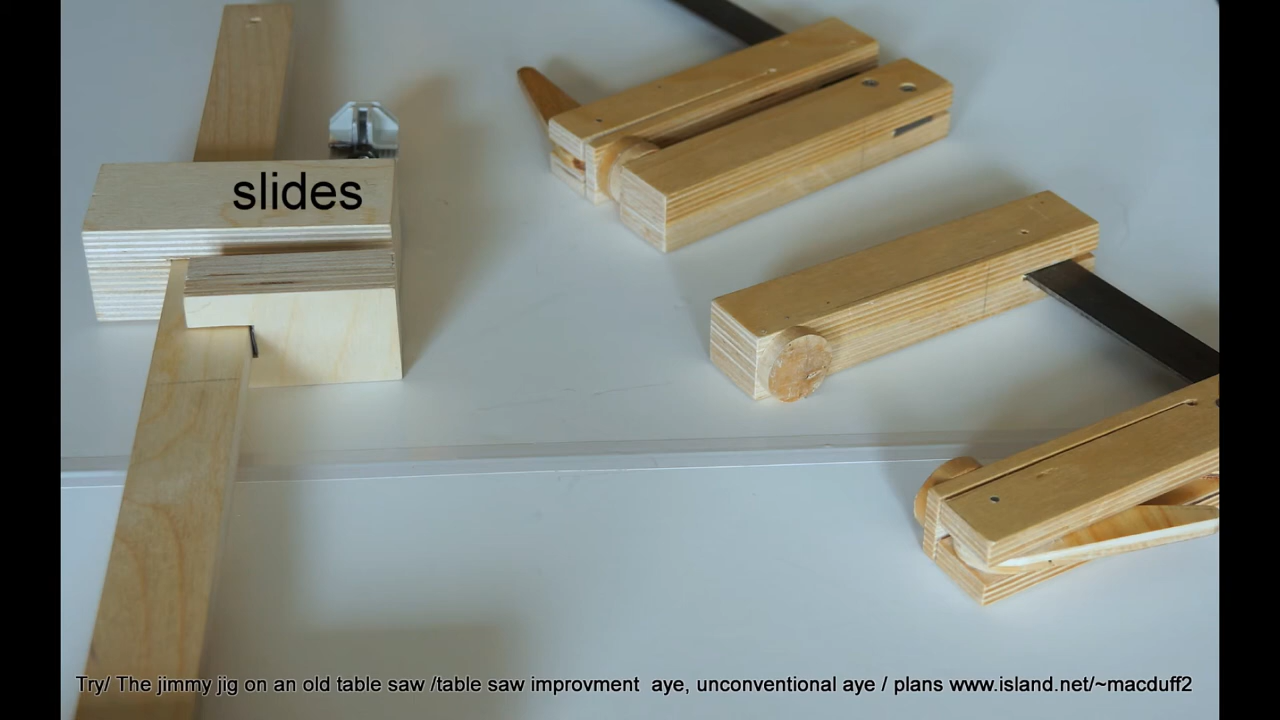 slides
Try/ The jimmy jig on an old table saw /table saw improvment  aye, unconventional aye / plans www.island.net/~macduff2